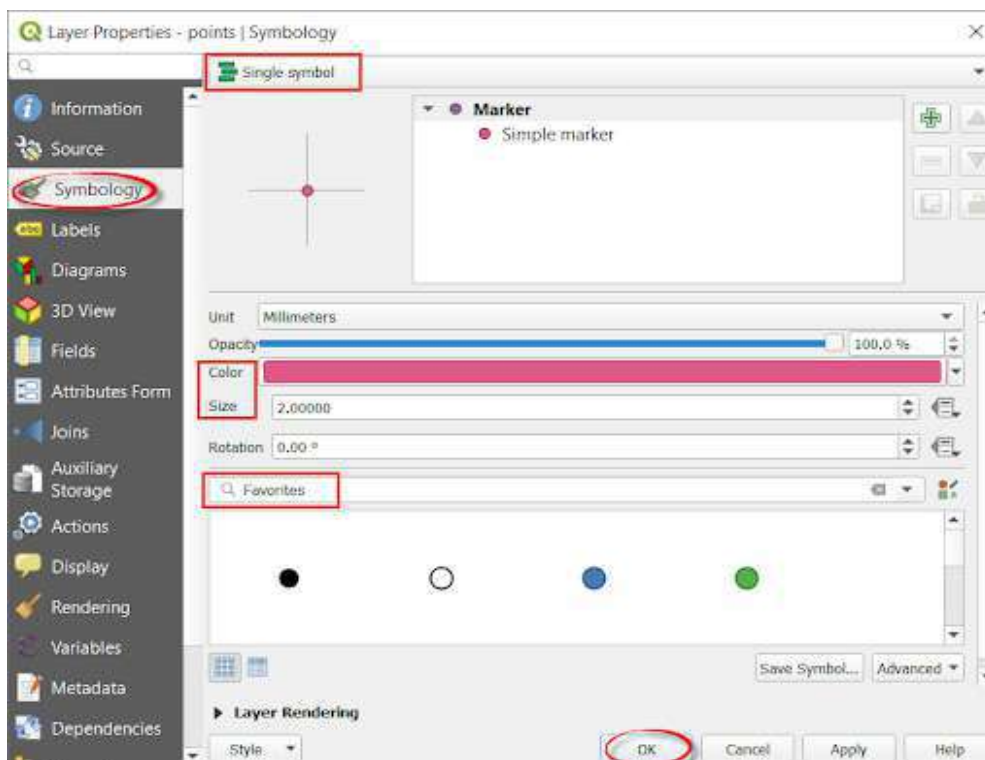 Layer Properties - points | Symbology
Single symbol
Information
Source
Symbology
abc Labels
Diagrams
3D View
Fields
Attributes Form
Joins
Auxiliary
Storage
Actions
Display
Rendering
Variables
Metadata
Dependencies
Marker
Simple marker
Unit Millimeters
Opacity 100.0 %
Color
Size 2.00000
Rotation 0.00 °
Favorites
Save Symbol... Advanced
Layer Rendering
Style OK Cancel Apply Help